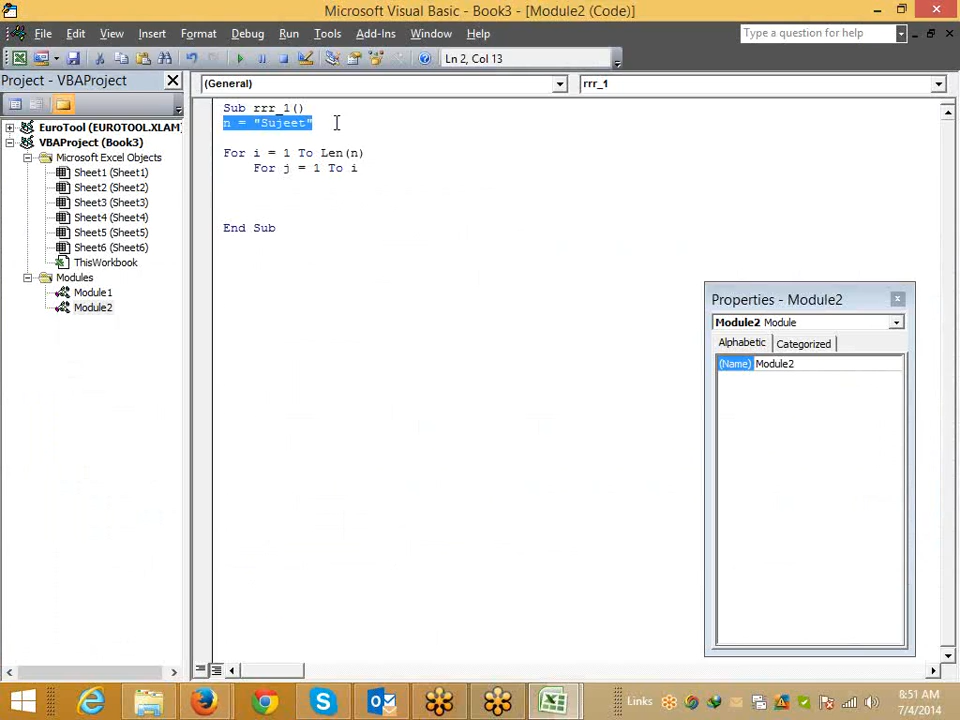 Microsoft Visual Basic - Book3 - [Module2 (Code)]
File Edit View Insert Format Debug Run Tools Add-Ins Window Help
Type a question for help
Ln 2, Col 13
Project - VBAProject
(General)
rrr_1
EuroTool (EUROTOOL.XLAM)
VBAProject (Book3)
Microsoft Excel Objects
Sheet1 (Sheet1)
Sheet2 (Sheet2)
Sheet3 (Sheet3)
Sheet4 (Sheet4)
Sheet5 (Sheet5)
Sheet6 (Sheet6)
ThisWorkbook
Modules
Module1
Module2
Sub rrr_1()
n = "Sujeet"
For i = 1 To Len(n)
For j = 1 To i
End Sub
Properties - Module2
Module2 Module
Alphabetic Categorized
(Name) Module2
Links
8:51 AM
7/4/2014